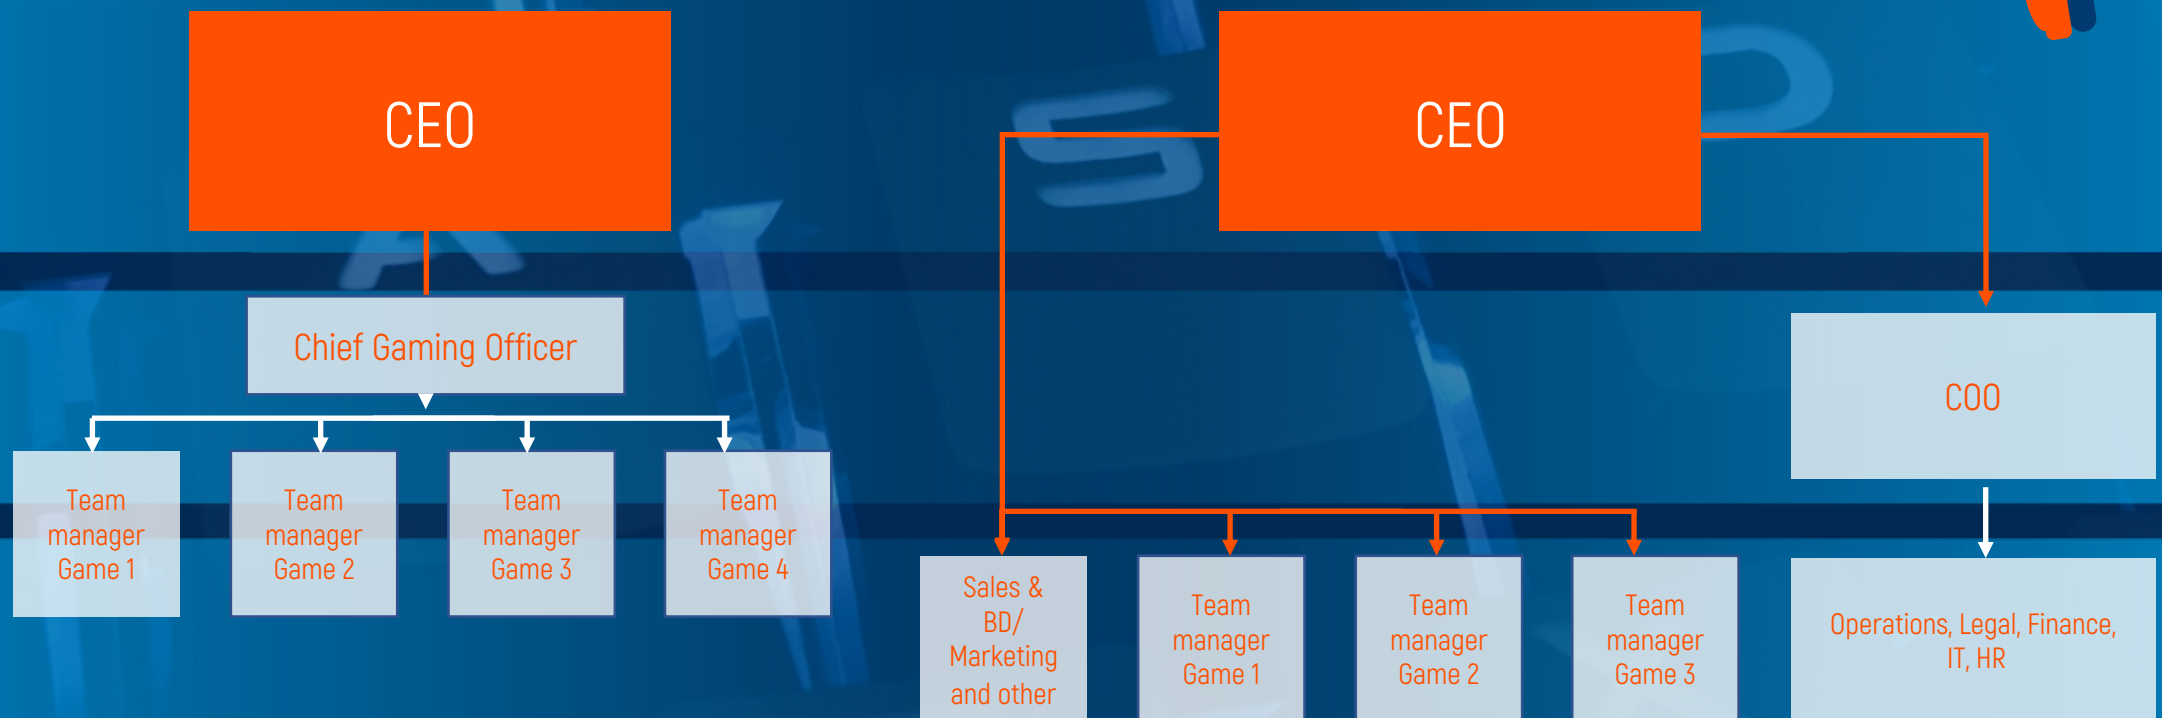 CEO
Chief Gaming Officer
Team
manager
Game 1
Team
manager
Game 2
Team
manager
Game 3
Team
manager
Game 4
CEO
COO
Sales &
BD/
Marketing
and other
Team
manager
Game 1
Team
manager
Game 2
Team
manager
Game 3
Operations, Legal, Finance,
IT, HR